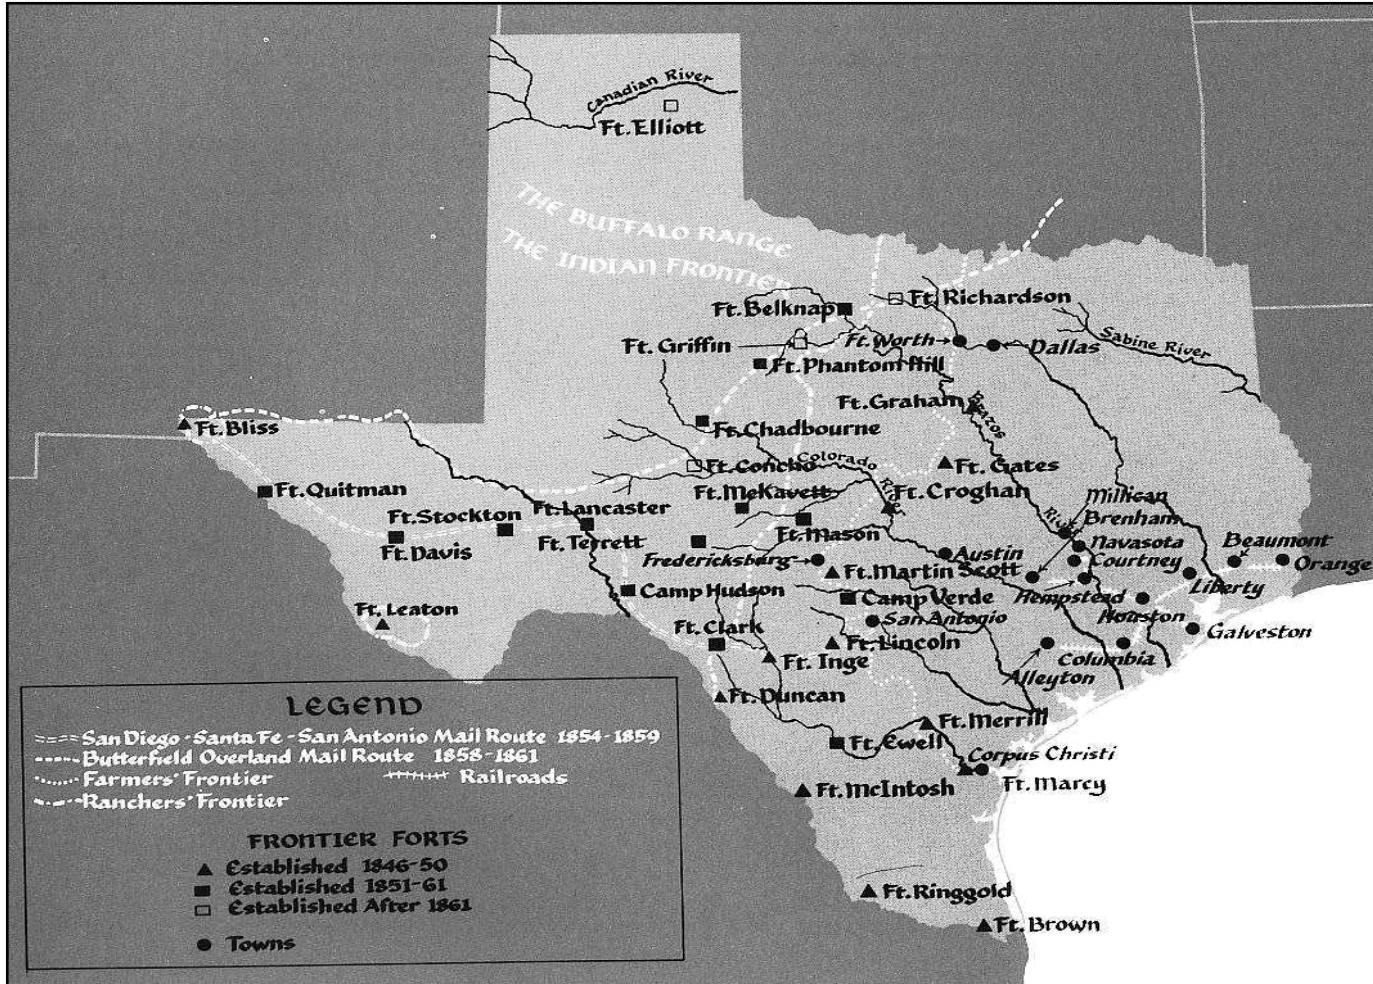 Canadian River
Ft. Elliott
THE BUFFALO RANGE
THE INDIAN FRONTIER
Ft. Belknap
Ft. Richardson
Ft. Griffin
Ft. Worth
Dallas
Sabine River
Ft. Phantom Hill
Ft. Graham
Brazos
River
Ft. Bliss
Ft. Chadbourne
Colorado
River
Ft. Concho
Ft. Gates
Ft. Quitman
Ft. McKavett
Ft. Croghan
Ft. Stockton
Ft. Lancaster
Ft. Mason
Milligan
Brenham
Ft. Davis
Ft. Terrett
Fredericksburg
Austin
Navasota
Courtney
Beaumont
Orange
Ft. Martin Scott
Liberty
Camp Hudson
Camp Verde
Hempstead
Ft. Leaton
San Antonio
Houston
Galveston
Ft. Clark
Ft. Lincoln
Columbia
Ft. Inge
Alleyton
Ft. Duncan
Ft. Merrill
Ft. Ewell
Corpus Christi
Ft. McIntosh
Ft. Marcy
Ft. Ringgold
Ft. Brown
LEGEND
San Diego - Santa Fe - San Antonio Mail Route 1854-1859
Butterfield Overland Mail Route 1858-1861
Farmers' Frontier
Railroads
Ranchers' Frontier
FRONTIER FORTS
Established 1846-50
Established 1851-61
Established After 1861
Towns